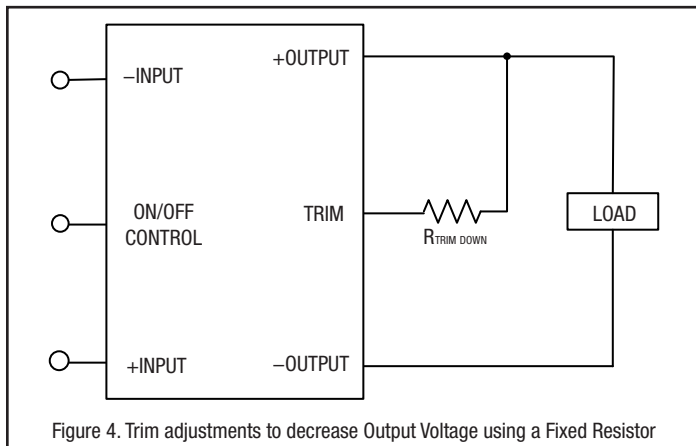 +OUTPUT
−INPUT
ON/OFF
CONTROL
TRIM
LOAD
RTRIM DOWN
+INPUT
−OUTPUT
Figure 4. Trim adjustments to decrease Output Voltage using a Fixed Resistor